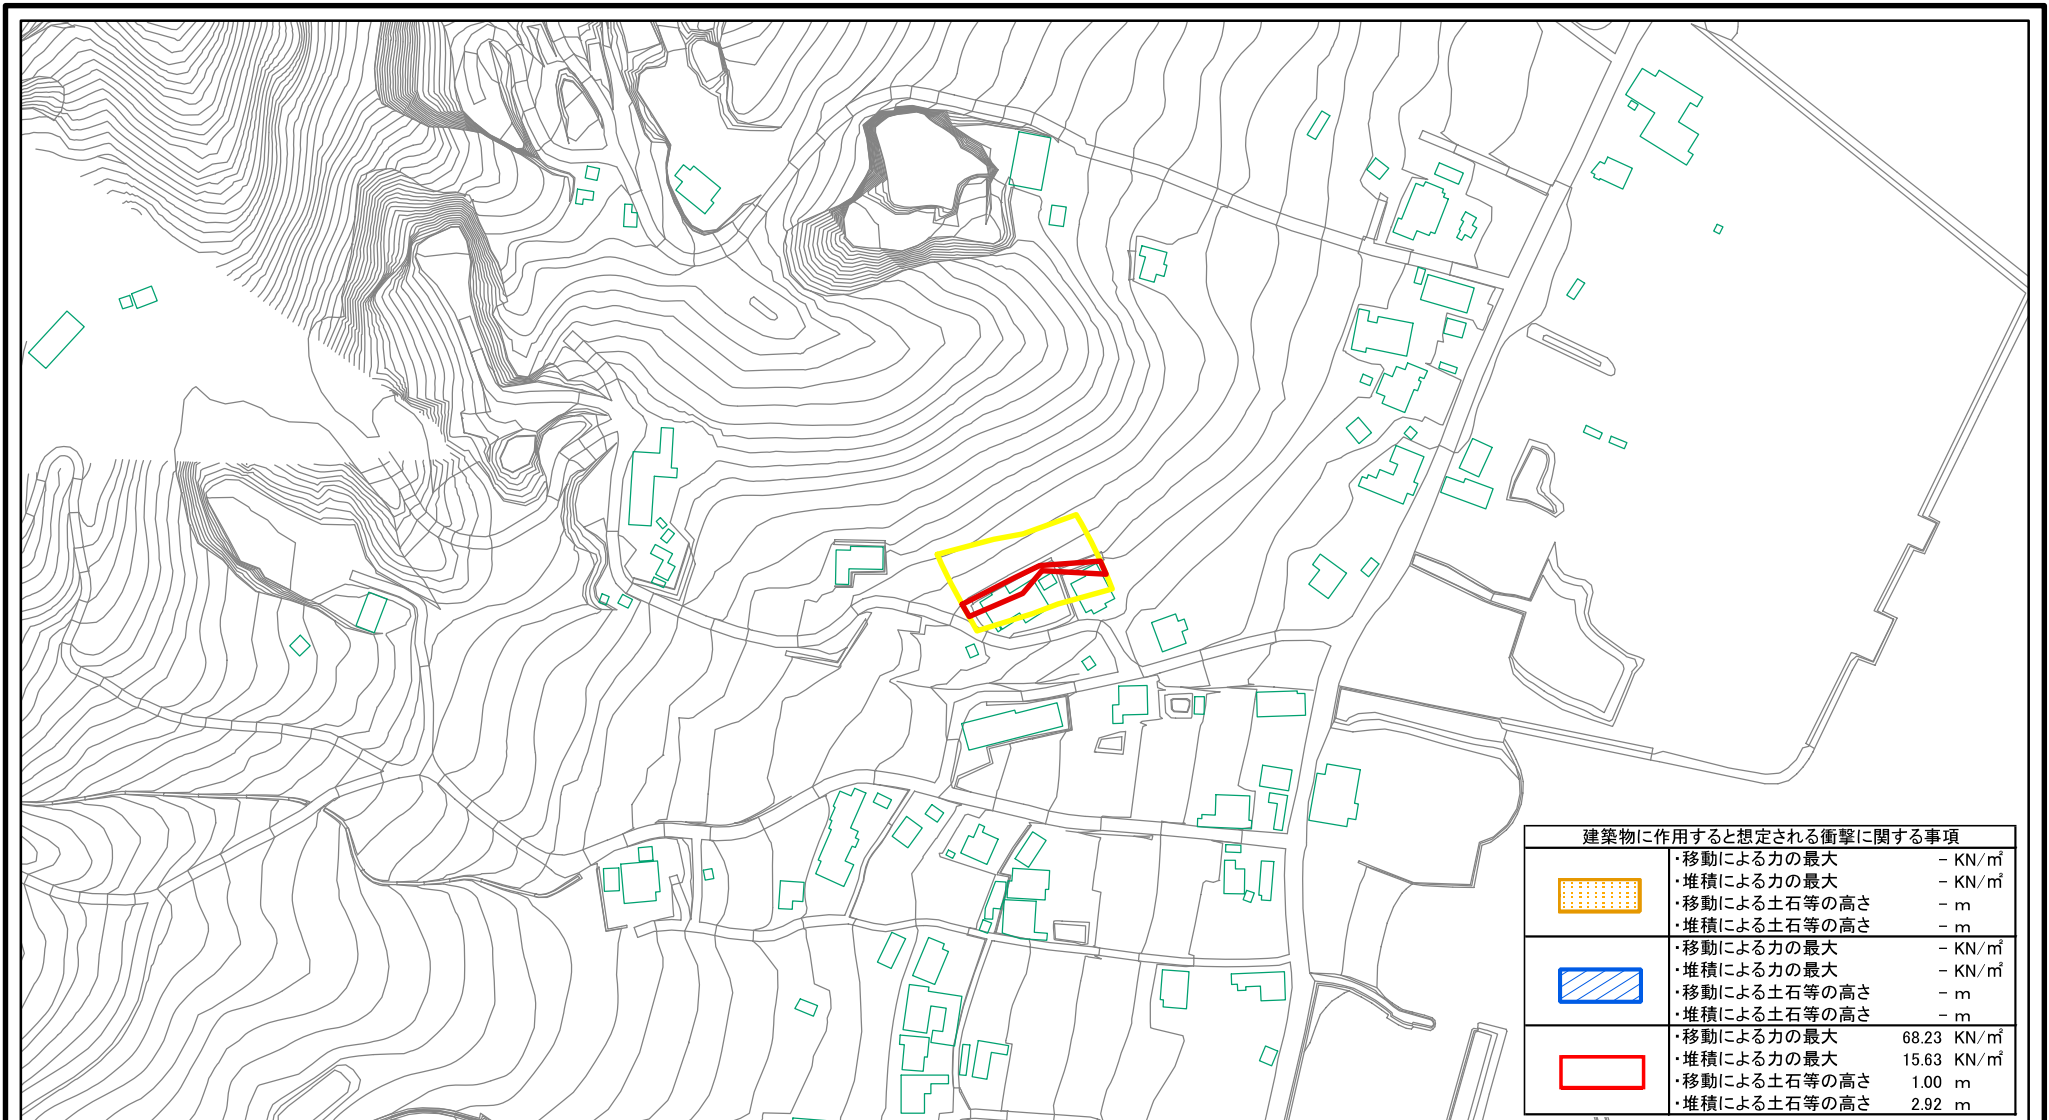 建築物に作用すると想定される衝撃に関する事項
・移動による力の最大 － KN/㎡
・堆積による力の最大 － KN/㎡
・移動による土石等の高さ － m
・堆積による土石等の高さ － m
・移動による力の最大 － KN/㎡
・堆積による力の最大 － KN/㎡
・移動による土石等の高さ － m
・堆積による土石等の高さ － m
・移動による力の最大 68.23 KN/㎡
・堆積による力の最大 15.63 KN/㎡
・移動による土石等の高さ 1.00 m
・堆積による土石等の高さ 2.92 m